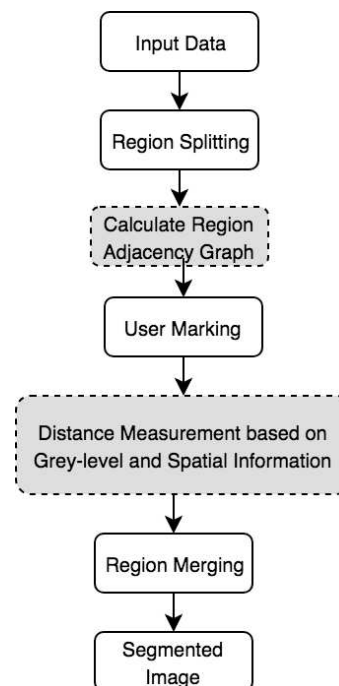 Input Data
Region Splitting
Calculate Region
Adjacency Graph
User Marking
Distance Measurement based on
Grey-level and Spatial Information
Region Merging
Segmented
Image